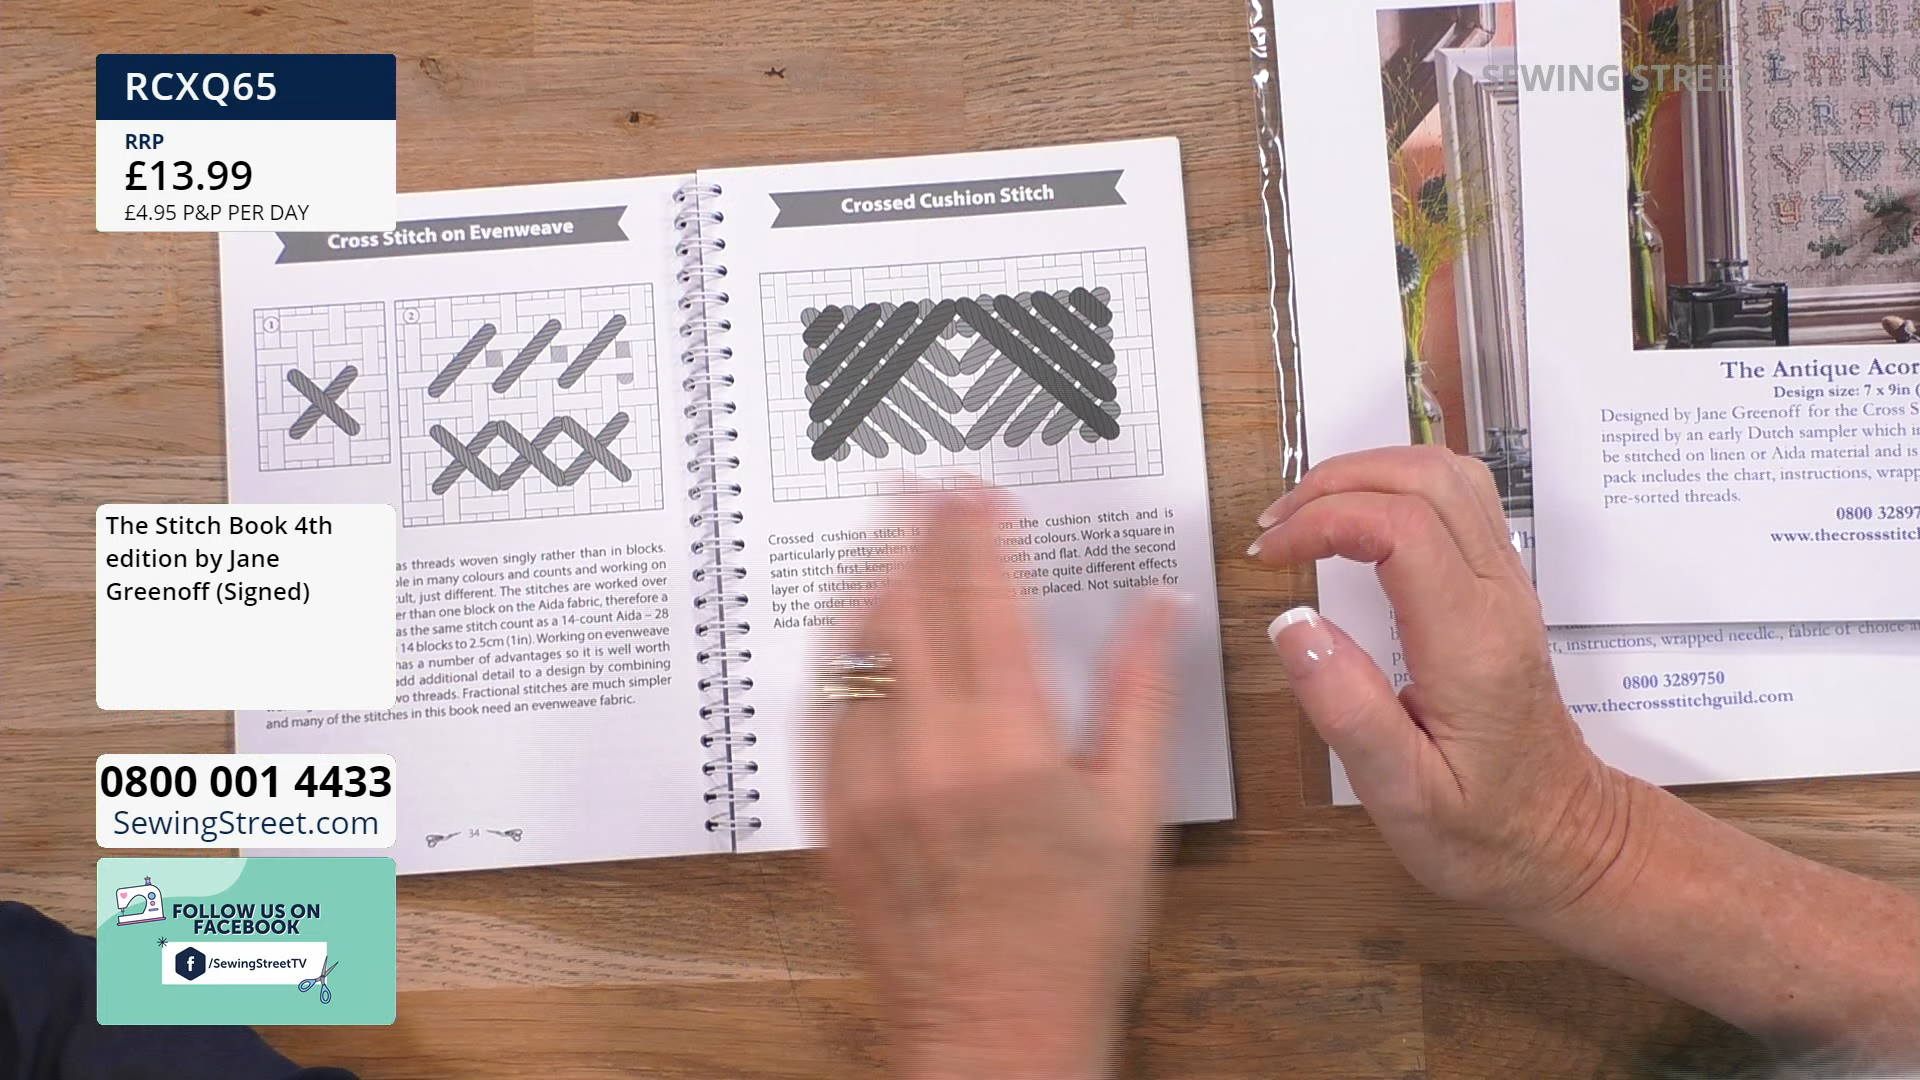 RCXQ65
RRP
£13.99
£4.95 P&P PER DAY
The Stitch Book 4th
edition by Jane
Greenoff (Signed)
0800 001 4433
SewingStreet.com
FOLLOW US ON
FACEBOOK
f /SewingStreetTV
SEWING STREET
Cross Stitch on Evenweave
1
2
as threads woven singly rather than in blocks.
in many colours and counts and working on
just different. The stitches are worked over
than one block on the Aida fabric, therefore a
as the same stitch count as a 14-count Aida – 28
14 blocks to 2.5cm (1in). Working on evenweave
has a number of advantages so it is well worth
add additional detail to a design by combining
threads. Fractional stitches are much simpler
and many of the stitches in this book need an evenweave fabric.
34
Crossed Cushion Stitch
Crossed cushion stitch is on the cushion stitch and is
particularly pretty when thread colours. Work a square in
satin stitch first, keeping and flat. Add the second
layer of stitches as create quite different effects
by the order in are placed. Not suitable for
Aida fabric
FGHI
LMN
QRST
The Antique Acor
Design size: 7 x 9in
Designed by Jane Greenoff for the Cross S
inspired by an early Dutch sampler which
be stitched on linen or Aida material and is
pack includes the chart, instructions, wrapp
pre-sorted threads.
0800 32897
www.thecrossstitch
instructions, wrapped needle, fabric of choice
0800 3289750
www.thecrossstitchguild.com